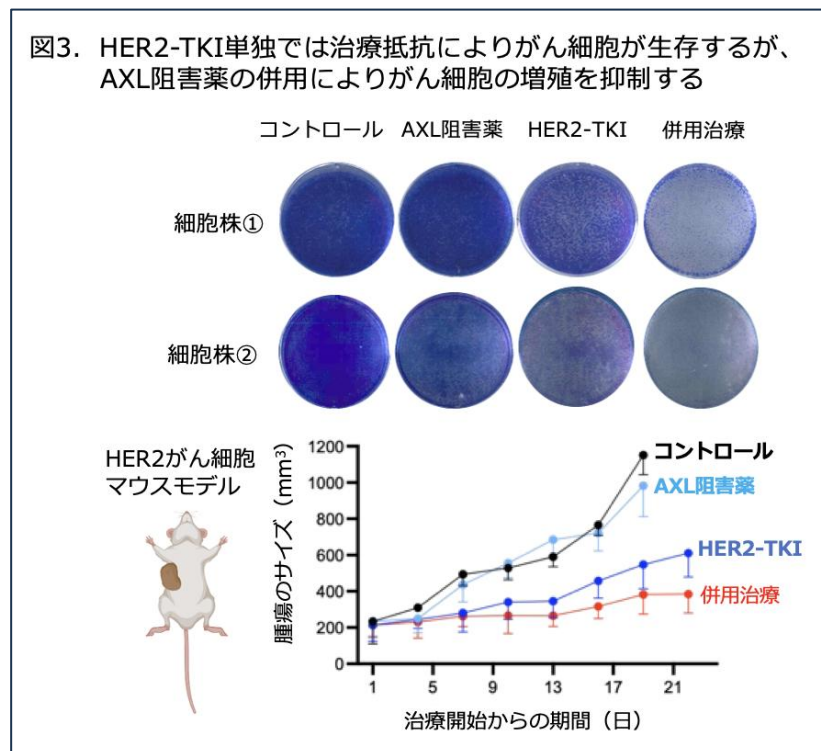 図3. HER2-TKI単独では治療抵抗によりがん細胞が生存するが、
AXL阻害薬の併用によりがん細胞の増殖を抑制する
コントロール AXL阻害薬 HER2-TKI 併用治療
細胞株①
細胞株②
HER2がん細胞
マウスモデル
腫瘍のサイズ（mm³）
1200
1000
800
600
400
200
0
コントロール
AXL阻害薬
HER2-TKI
併用治療
1 5 9 13 17 21
治療開始からの期間（日）